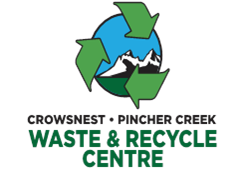 CROWSNEST • PINCHER CREEK
WASTE & RECYCLE
CENTRE